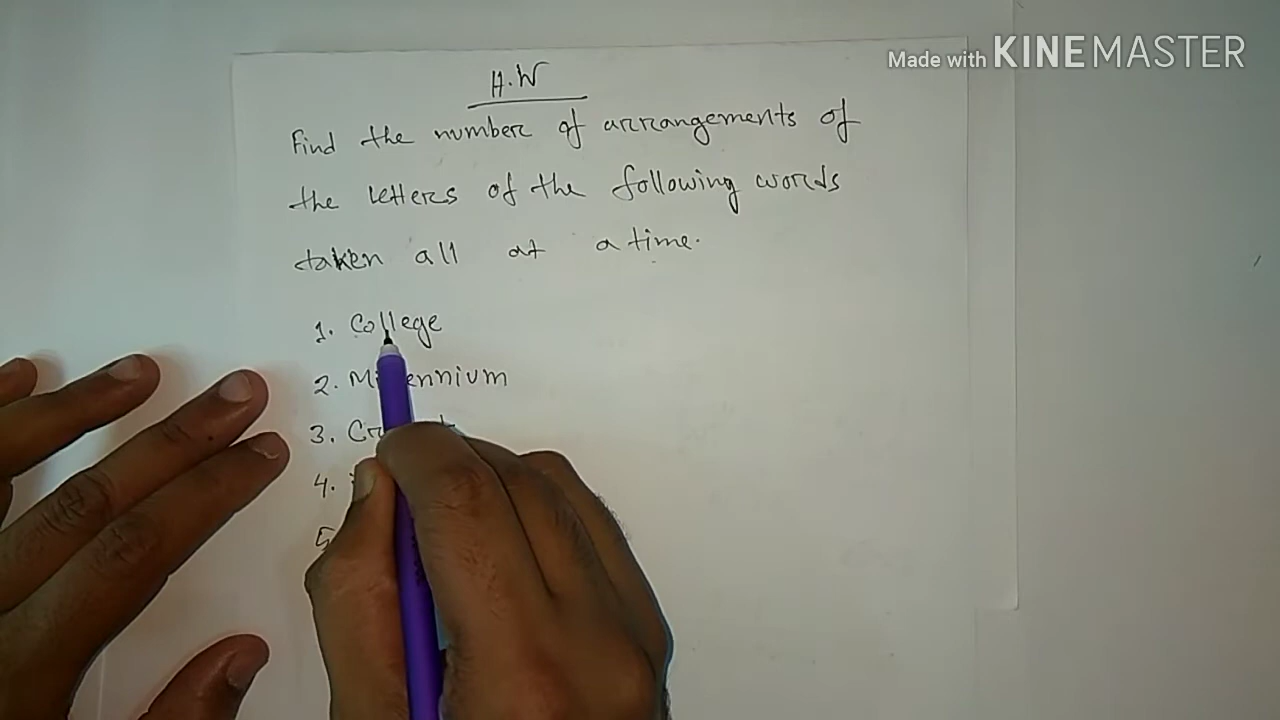 Made with KINEMASTER
H.W
Find the number of arrangements of
the letters of the following words
taken all at a time.
1. College
2. Millennium
3.
4.